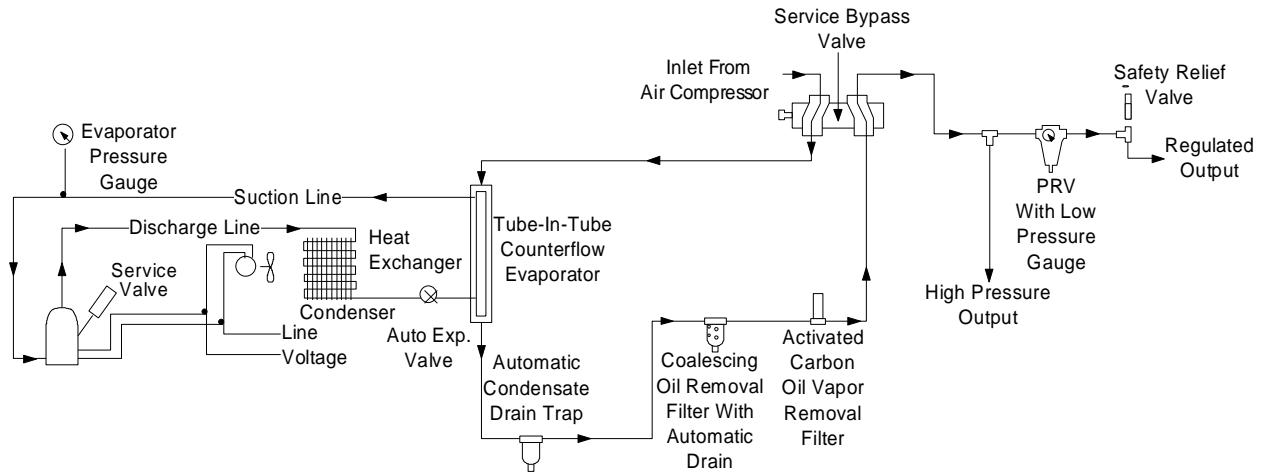 Service Bypass
Valve
Inlet From
Air Compressor
Safety Relief
Valve
Evaporator
Pressure
Gauge
Regulated
Output
Suction Line
PRV
With Low
Pressure
Gauge
Tube-In-Tube
Counterflow
Evaporator
Discharge Line
Heat
Exchanger
Service
Valve
High Pressure
Output
Condenser
Line
Voltage
Auto Exp.
Valve
Automatic
Condensate
Drain Trap
Coalescing
Oil Removal
Filter With
Automatic
Drain
Activated
Carbon
Oil Vapor
Removal
Filter